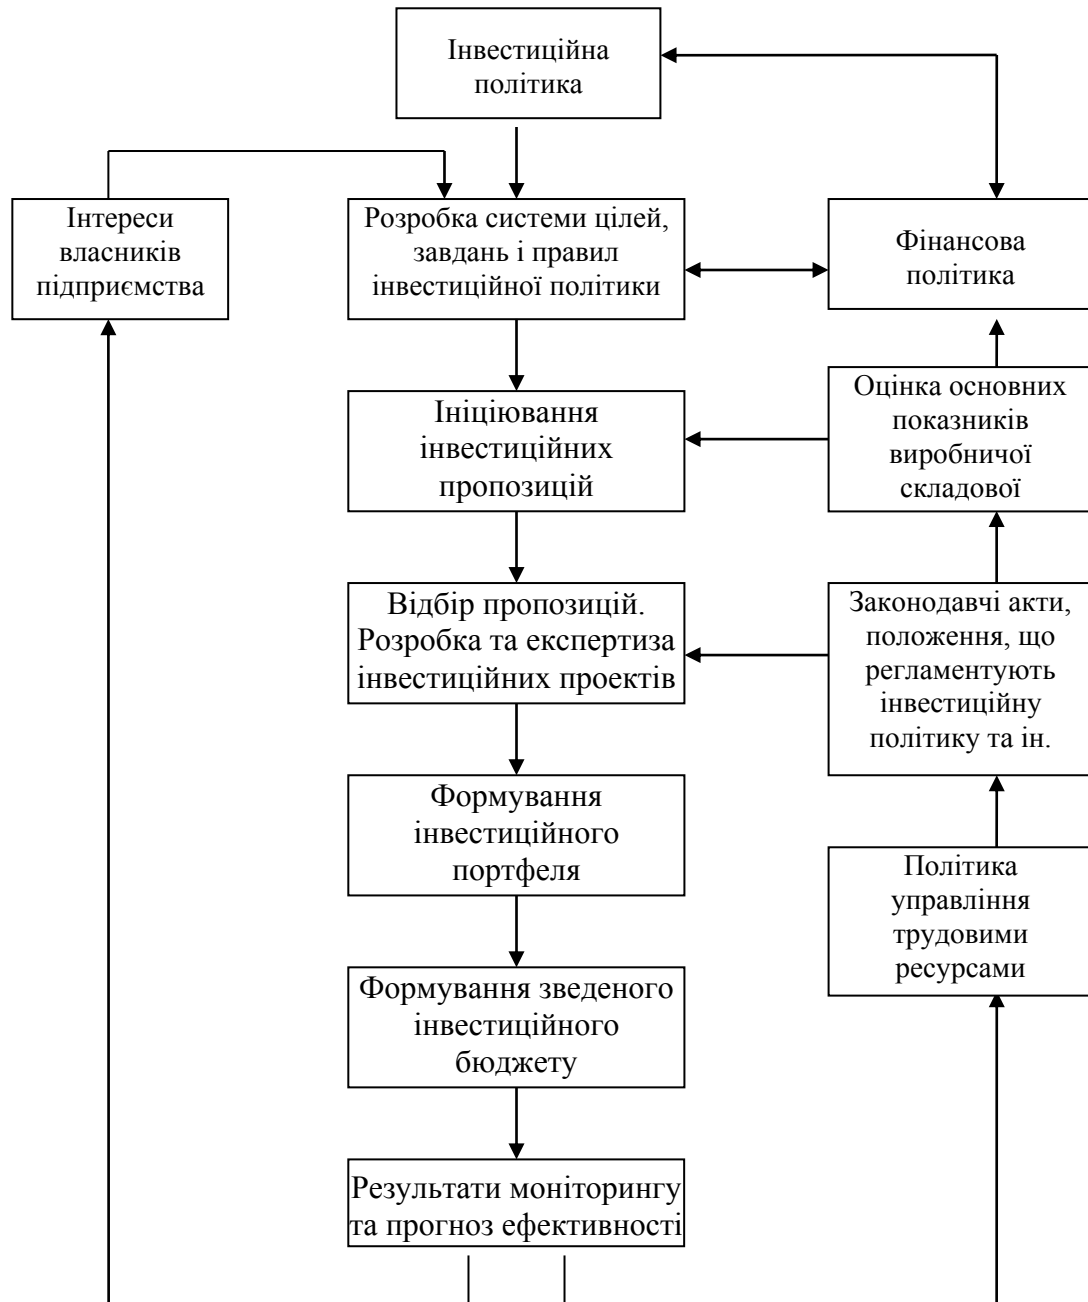 Інвестиційна
політика
Інтереси
власників
підприємства
Розробка системи цілей,
завдань і правил
інвестиційної політики
Фінансова
політика
Ініціювання
інвестиційних
пропозицій
Оцінка основних
показників
виробничої
складової
Відбір пропозицій.
Розробка та експертиза
інвестиційних проектів
Законодавчі акти,
положення, що
регламентують
інвестиційну
політику та ін.
Формування
інвестиційного
портфеля
Політика
управління
трудовими
ресурсами
Формування зведеного
інвестиційного
бюджету
Результати моніторингу
та прогноз ефективності